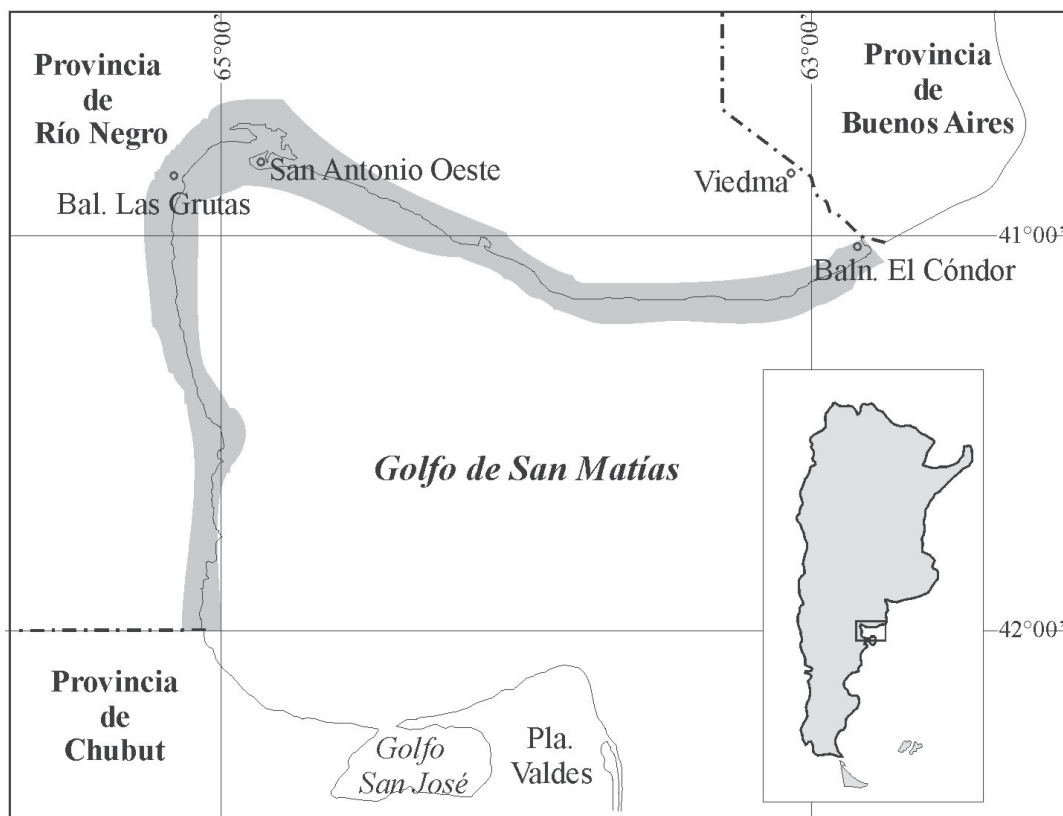 Provincia
de
Río Negro
65°00'
63°00'
Provincia
de
Buenos Aires
San Antonio Oeste
Viedma
Bal. Las Grutas
41°00'
Baln. El Cóndor
Golfo de San Matías
42°00'
Provincia
de
Chubut
Golfo
San José
Pla.
Valdes